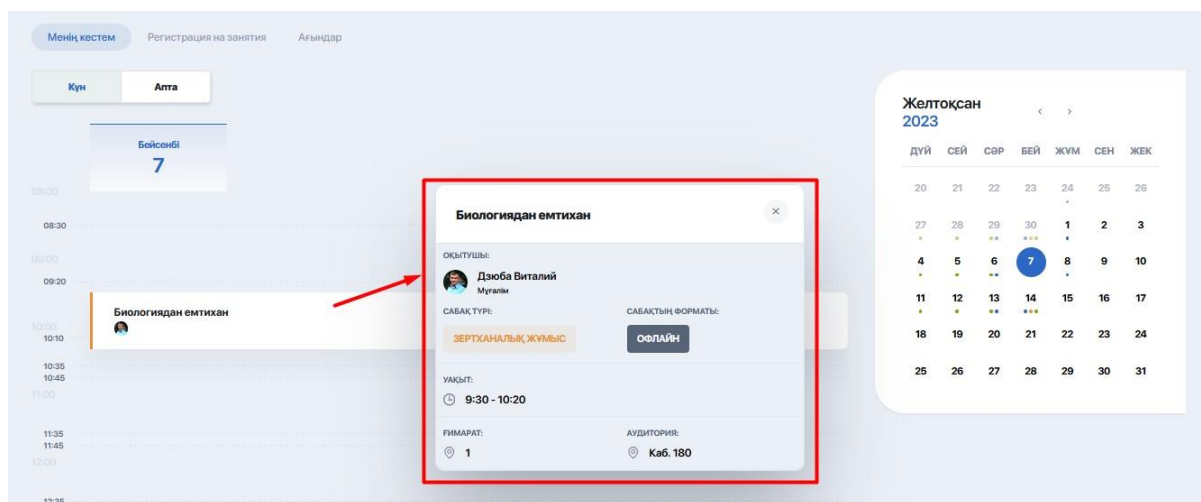 Менің кестем Регистрация на занятия Ағындар
Күн Апта
Бейсенбі
7
08:00
08:30
09:00
09:20
Биологиядан емтихан
10:00
10:10
10:35
10:45
11:00
11:35
11:45
12:00
12:35
Биологиядан емтихан
ОҚЫТУШЫ:
Дзюба Виталий
Мұғалім
САБАҚ ТҮРІ: САБАҚТЫҢ ФОРМАТЫ:
ЗЕРТХАНАЛЫҚ ЖҰМЫС ОФЛАЙН
УАҚЫТ:
9:30 - 10:20
ҒИМАРАТ: АУДИТОРИЯ:
1 Каб. 180
Желтоқсан
2023
ДҮЙ СЕЙ СӘР БЕЙ ЖҰМ СЕН ЖЕК
20 21 22 23 24 25 26
27 28 29 30 1 2 3
4 5 6 7 8 9 10
11 12 13 14 15 16 17
18 19 20 21 22 23 24
25 26 27 28 29 30 31